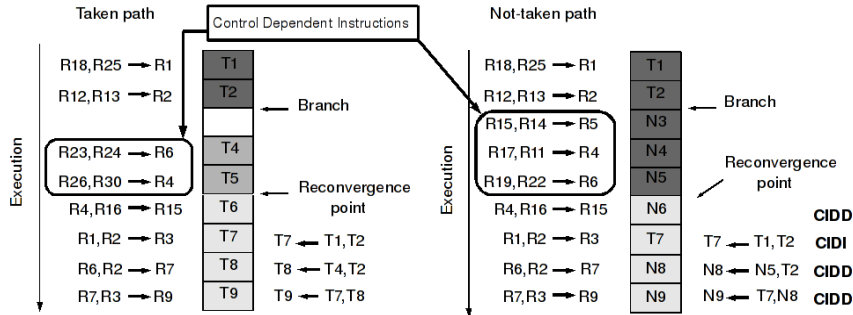 Taken path
Control Dependent Instructions
Not-taken path
Execution
R18,R25 R1
T1
R12,R13 R2
T2
Branch
R23,R24 R6
T4
R26,R30 R4
T5
Reconvergence
point
R4,R16 R15
T6
R1,R2 R3
T7
T7 T1,T2
R6,R2 R7
T8
T8 T4,T2
R7,R3 R9
T9
T9 T7,T8
Execution
R18,R25 R1
T1
R12,R13 R2
T2
Branch
R15,R14 R5
N3
R17,R11 R4
N4
R19,R22 R6
N5
Reconvergence
point
R4,R16 R15
N6
CIDD
R1,R2 R3
T7
T7 T1,T2
CIDI
R6,R2 R7
N8
N8 N5,T2
CIDD
R7,R3 R9
N9
N9 T7,N8
CIDD